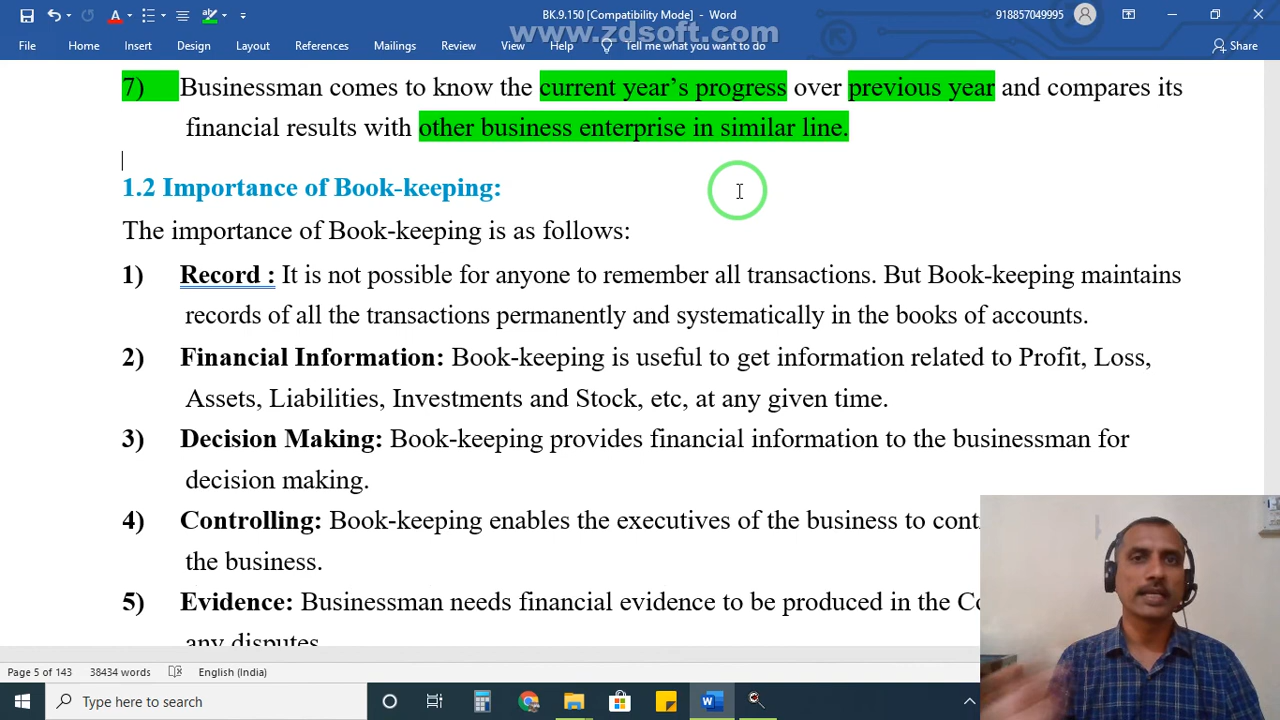 BK.9.150 [Compatibility Mode] - Word
918857049995
www.zdsoft.com
File Home Insert Design Layout References Mailings Review View Help Tell me what you want to do Share
7) Businessman comes to know the current year’s progress over previous year and compares its
financial results with other business enterprise in similar line.
1.2 Importance of Book-keeping:
The importance of Book-keeping is as follows:
1) Record : It is not possible for anyone to remember all transactions. But Book-keeping maintains
records of all the transactions permanently and systematically in the books of accounts.
2) Financial Information: Book-keeping is useful to get information related to Profit, Loss,
Assets, Liabilities, Investments and Stock, etc, at any given time.
3) Decision Making: Book-keeping provides financial information to the businessman for
decision making.
4) Controlling: Book-keeping enables the executives of the business to cont
the business.
5) Evidence: Businessman needs financial evidence to be produced in the Co
any disputes
Page 5 of 143 38434 words English (India)
Type here to search